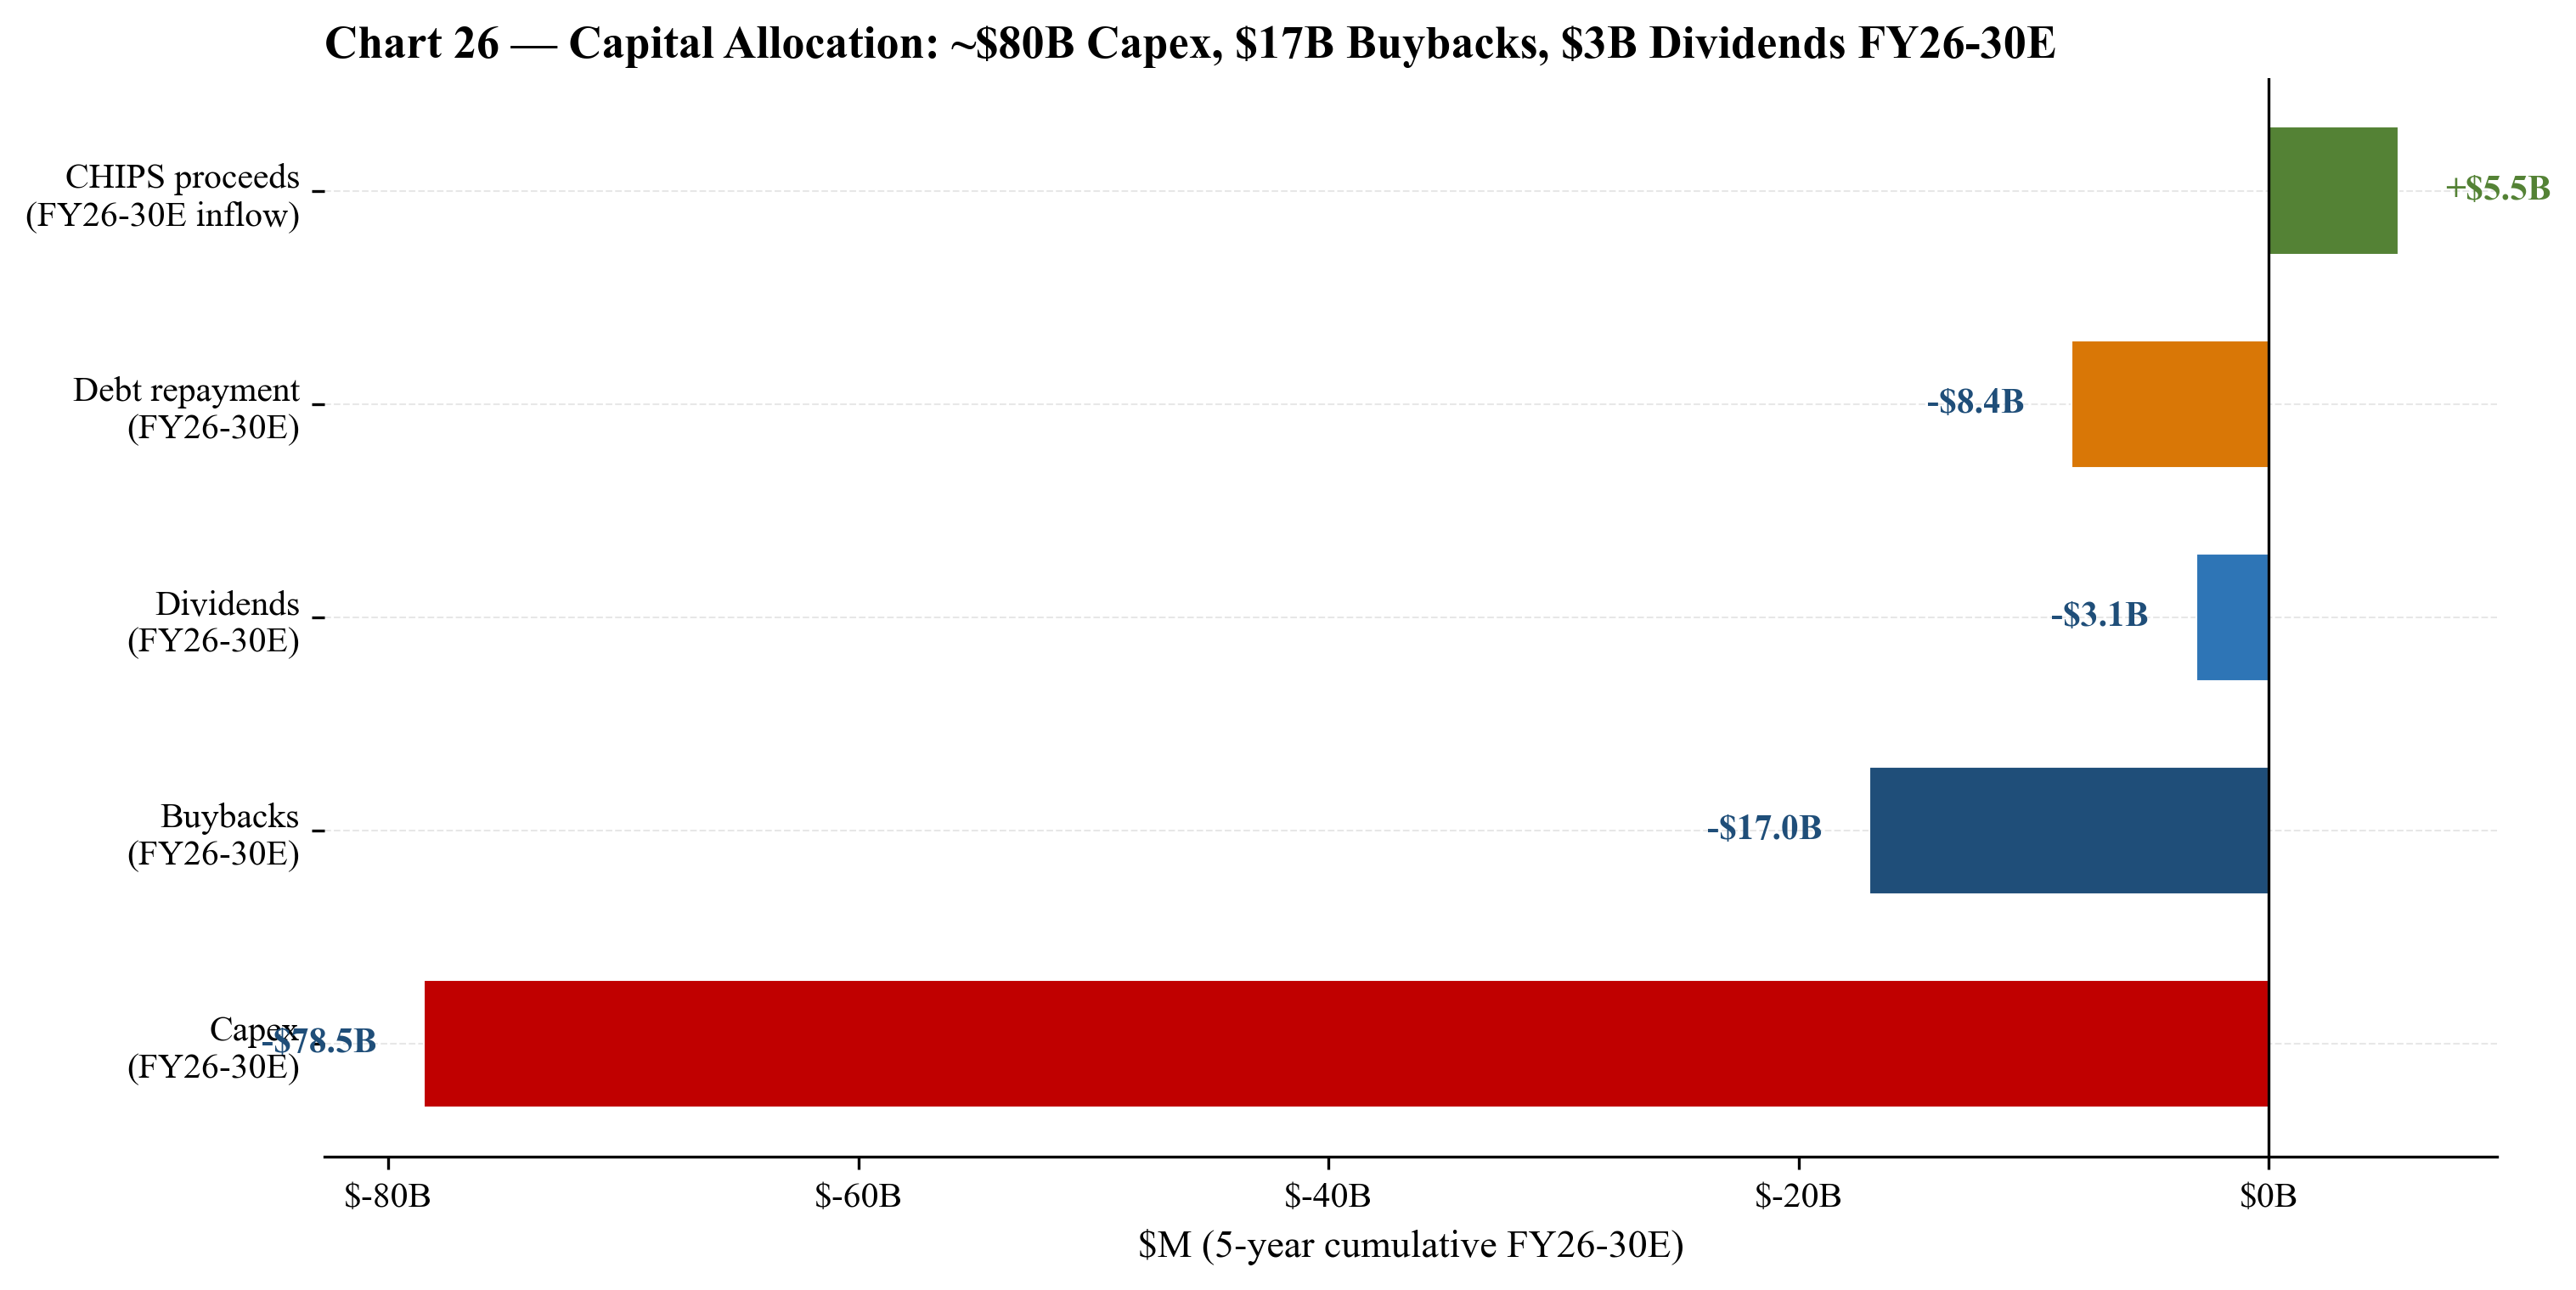 Chart 26 — Capital Allocation: ~$80B Capex, $17B Buybacks, $3B Dividends FY26-30E
CHIPS proceeds
(FY26-30E inflow)
+$5.5B
Debt repayment
(FY26-30E)
-$8.4B
Dividends
(FY26-30E)
-$3.1B
Buybacks
(FY26-30E)
-$17.0B
Capex
(FY26-30E)
-$78.5B
$-80B $-60B $-40B $-20B $0B
$M (5-year cumulative FY26-30E)